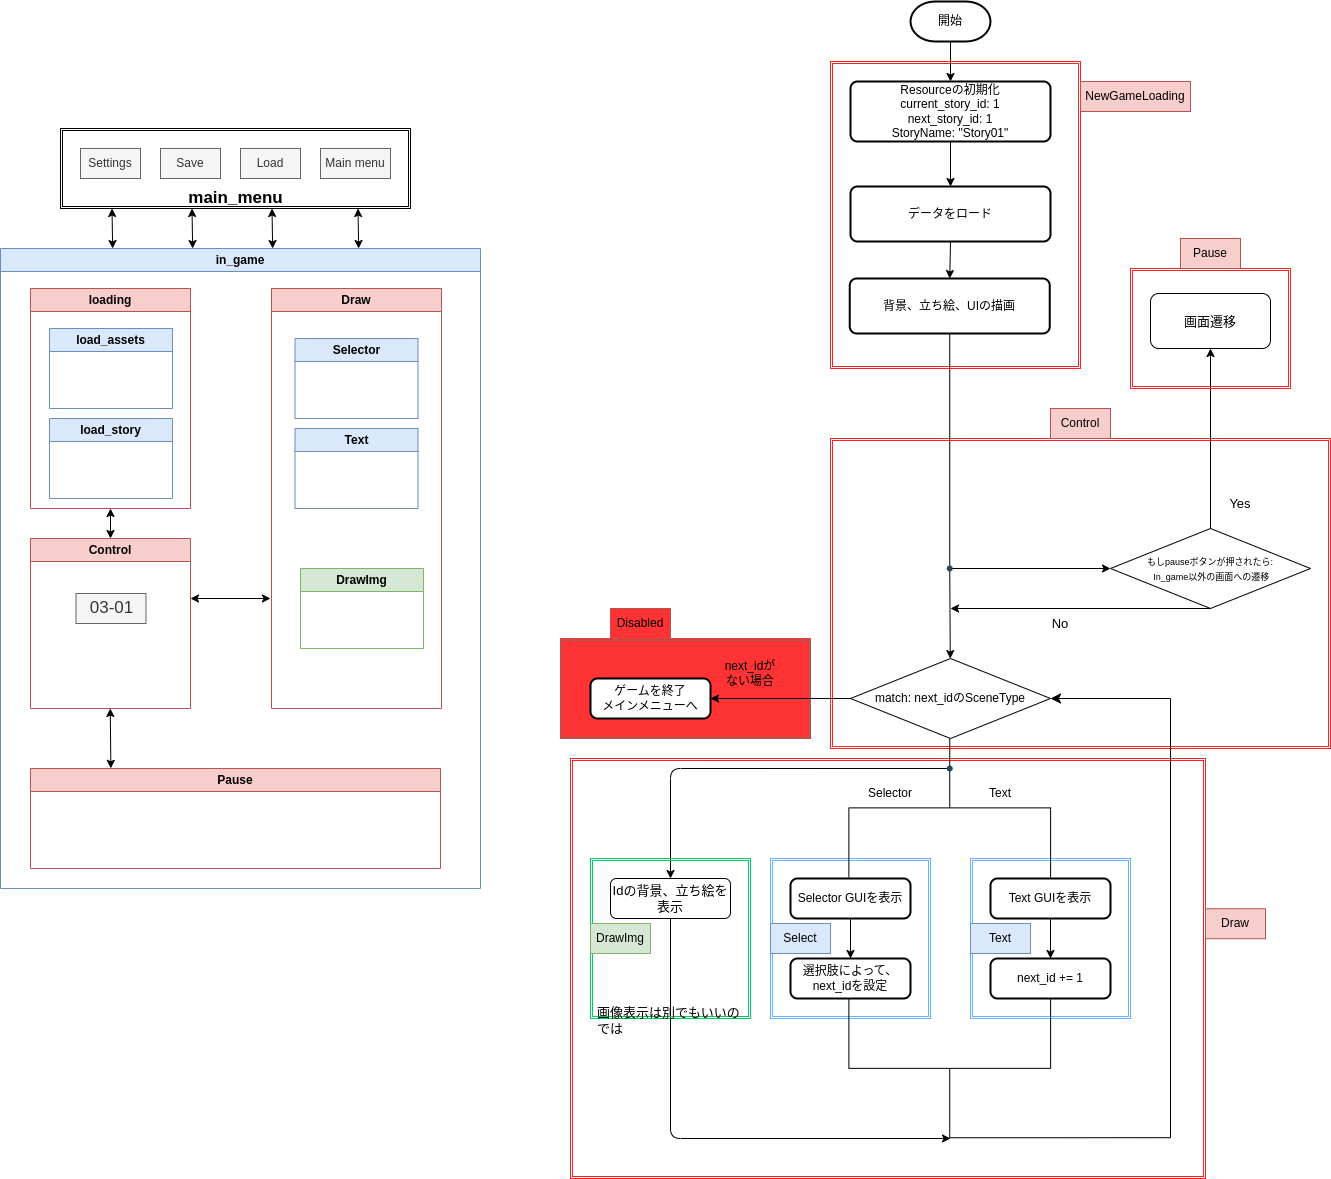 Settings
Save
Load
Main menu
main_menu
in_game
loading
load_assets
load_story
Draw
Selector
Text
DrawImg
Control
03-01
Pause
開始
NewGameLoading
Resourceの初期化
current_story_id: 1
next_story_id: 1
StoryName: "Story01"
データをロード
背景、立ち絵、UIの描画
Pause
画面遷移
Control
Yes
もしpauseボタンが押されたら:
In_game以外の画面への遷移
No
match: next_idのSceneType
Disabled
next_idが
ない場合
ゲームを終了
メインメニューへ
Selector
Text
Idの背景、立ち絵を
表示
DrawImg
画像表示は別でもいいの
では
Selector GUIを表示
Select
選択肢によって、
next_idを設定
Text GUIを表示
Text
next_id += 1
Draw